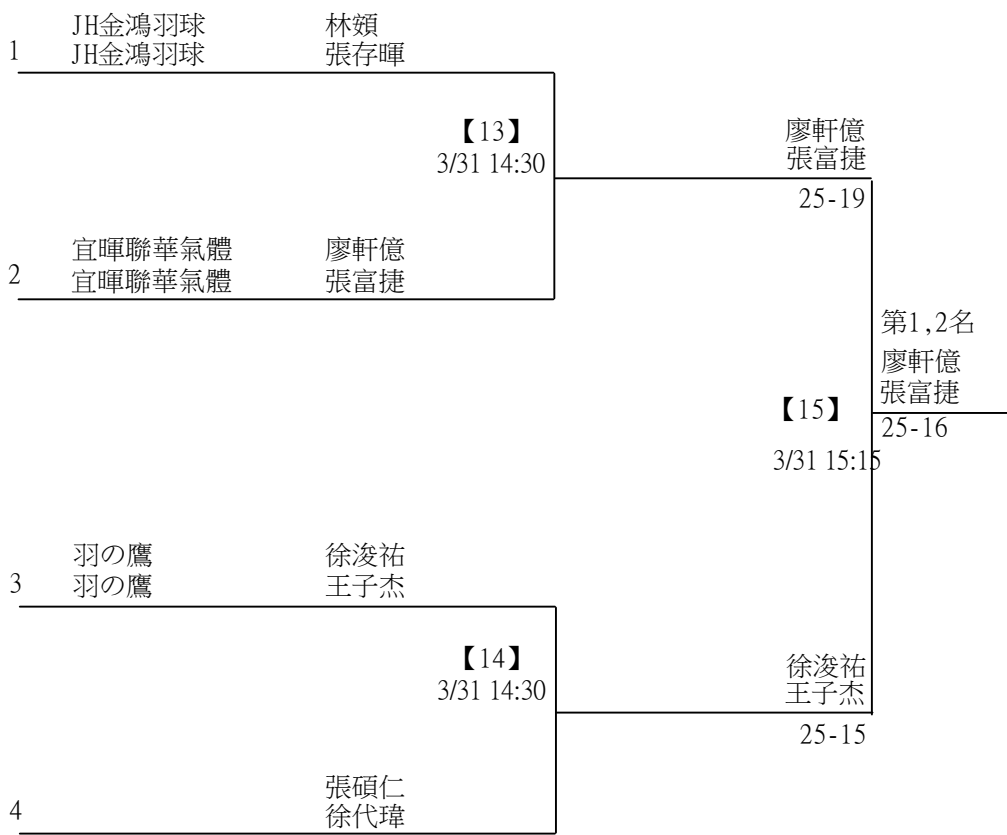 JH金鴻羽球 林熲
1 JH金鴻羽球 張存暉
【13】
3/31 14:30
廖軒億
張富捷
25-19
宜暉聯華氣體 廖軒億
2 宜暉聯華氣體 張富捷
第1,2名
廖軒億
張富捷
【15】
25-16
3/31 15:15
羽の鷹 徐浚祐
3 羽の鷹 王子杰
【14】
3/31 14:30
徐浚祐
王子杰
25-15
張碩仁
4 徐代瑋